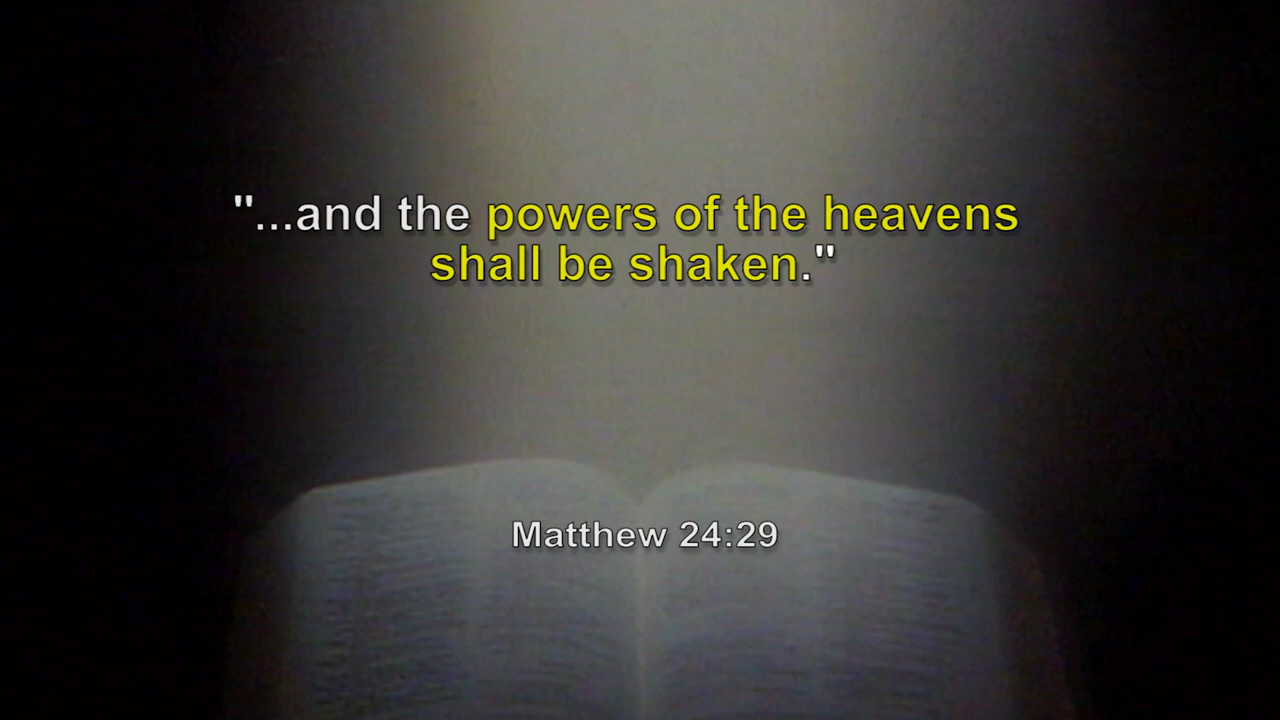 "...and the powers of the heavens
shall be shaken."
Matthew 24:29